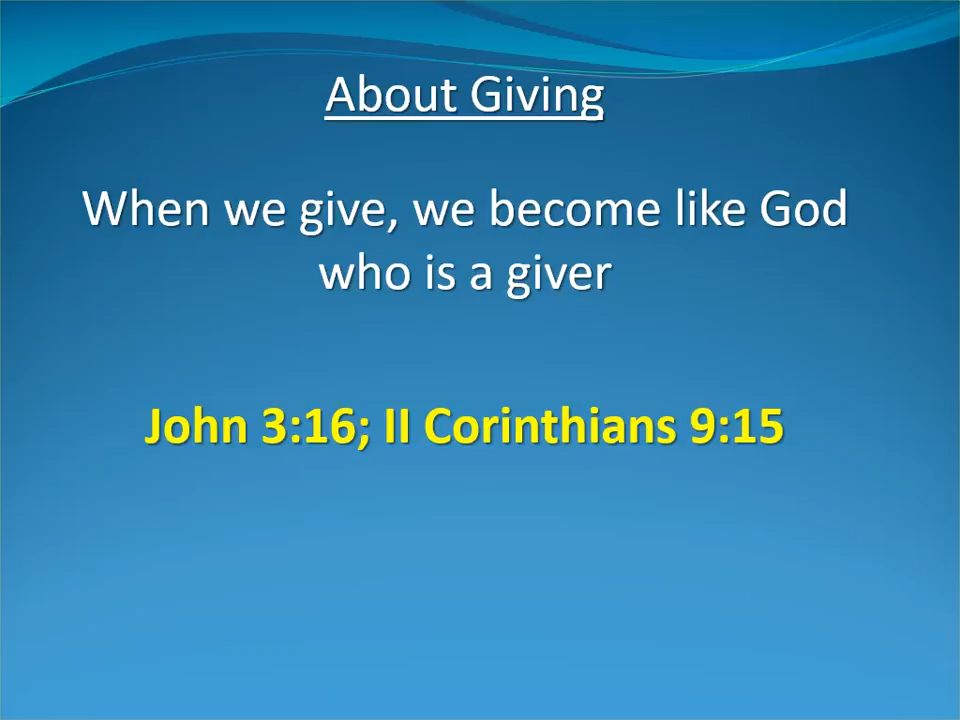 About Giving
When we give, we become like God
who is a giver
John 3:16; II Corinthians 9:15